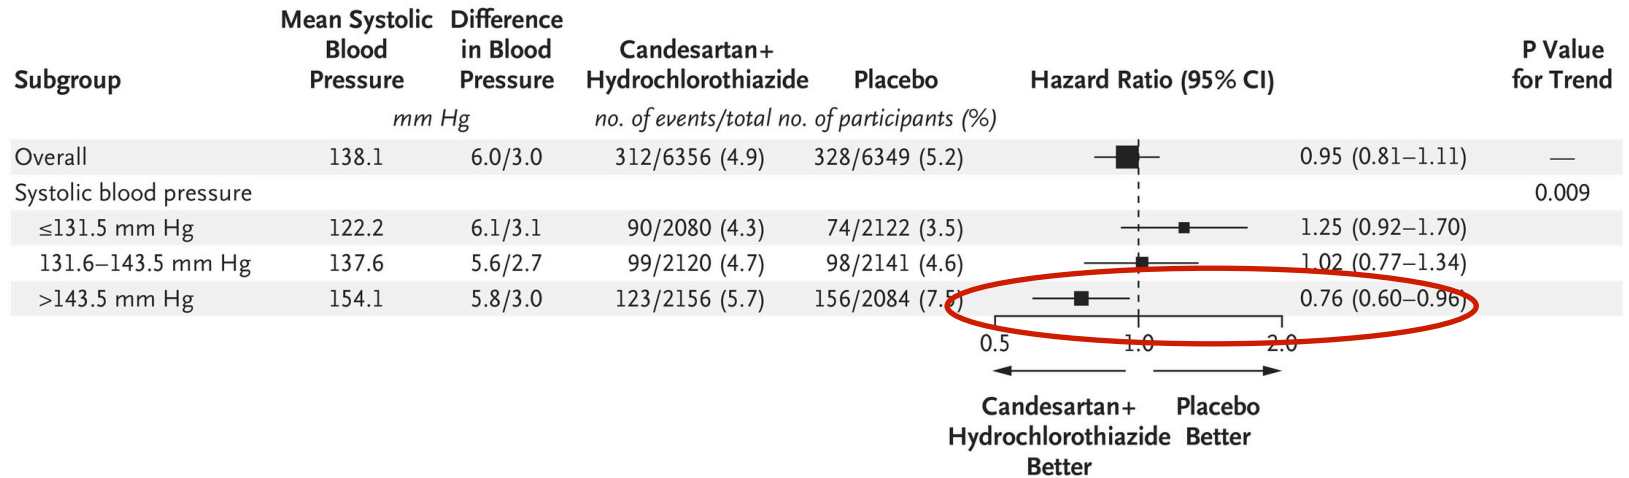 Mean Systolic Blood Pressure
Difference in Blood Pressure
Subgroup
Candesartan+ Hydrochlorothiazide
Placebo
Hazard Ratio (95% CI)
P Value for Trend
mm Hg
no. of events/total no. of participants (%)
Overall 138.1 6.0/3.0 312/6356 (4.9) 328/6349 (5.2) 0.95 (0.81–1.11) —
Systolic blood pressure 0.009
≤131.5 mm Hg 122.2 6.1/3.1 90/2080 (4.3) 74/2122 (3.5) 1.25 (0.92–1.70)
131.6–143.5 mm Hg 137.6 5.6/2.7 99/2120 (4.7) 98/2141 (4.6) 1.02 (0.77–1.34)
>143.5 mm Hg 154.1 5.8/3.0 123/2156 (5.7) 156/2084 (7.5) 0.76 (0.60–0.96)
0.5 1.0 2.0
Candesartan+
Hydrochlorothiazide
Better
Placebo
Better